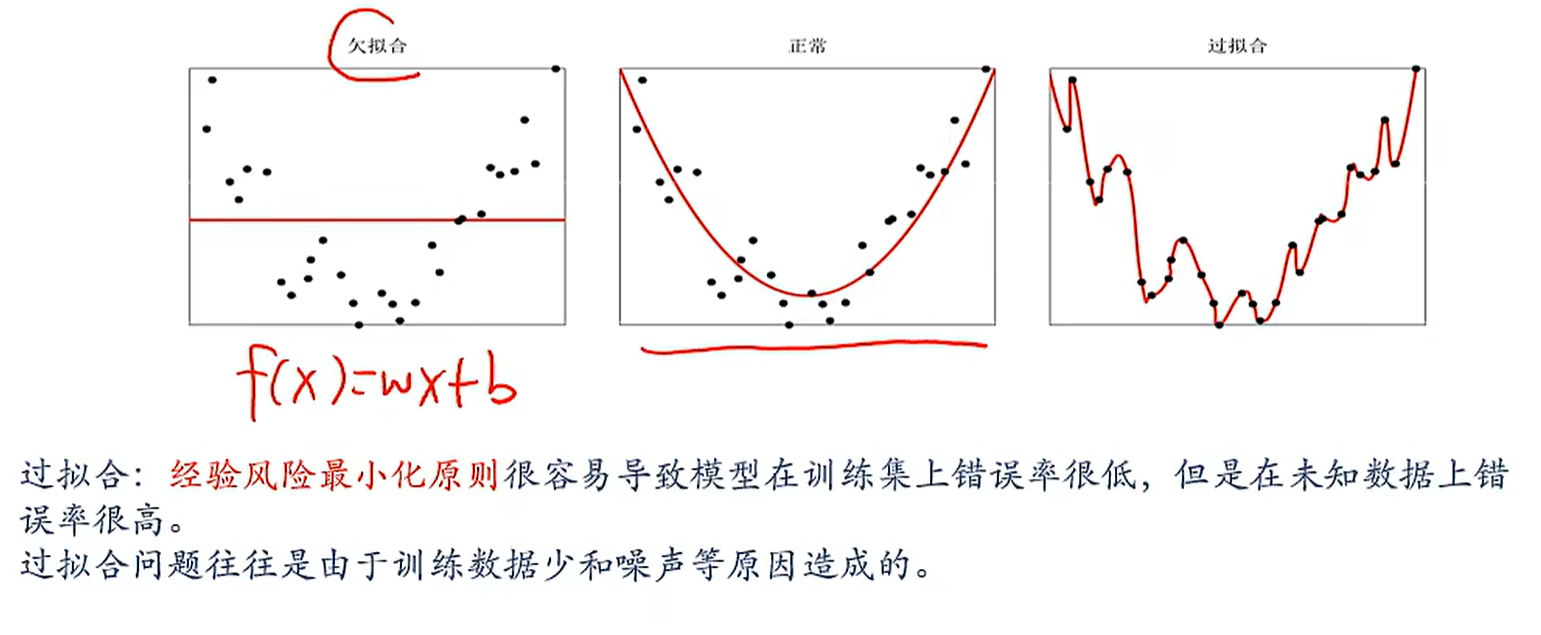 欠拟合
正常
过拟合
f(x)=wx+b
过拟合：经验风险最小化原则很容易导致模型在训练集上错误率很低，但是在未知数据上错
误率很高。
过拟合问题往往是由于训练数据少和噪声等原因造成的。